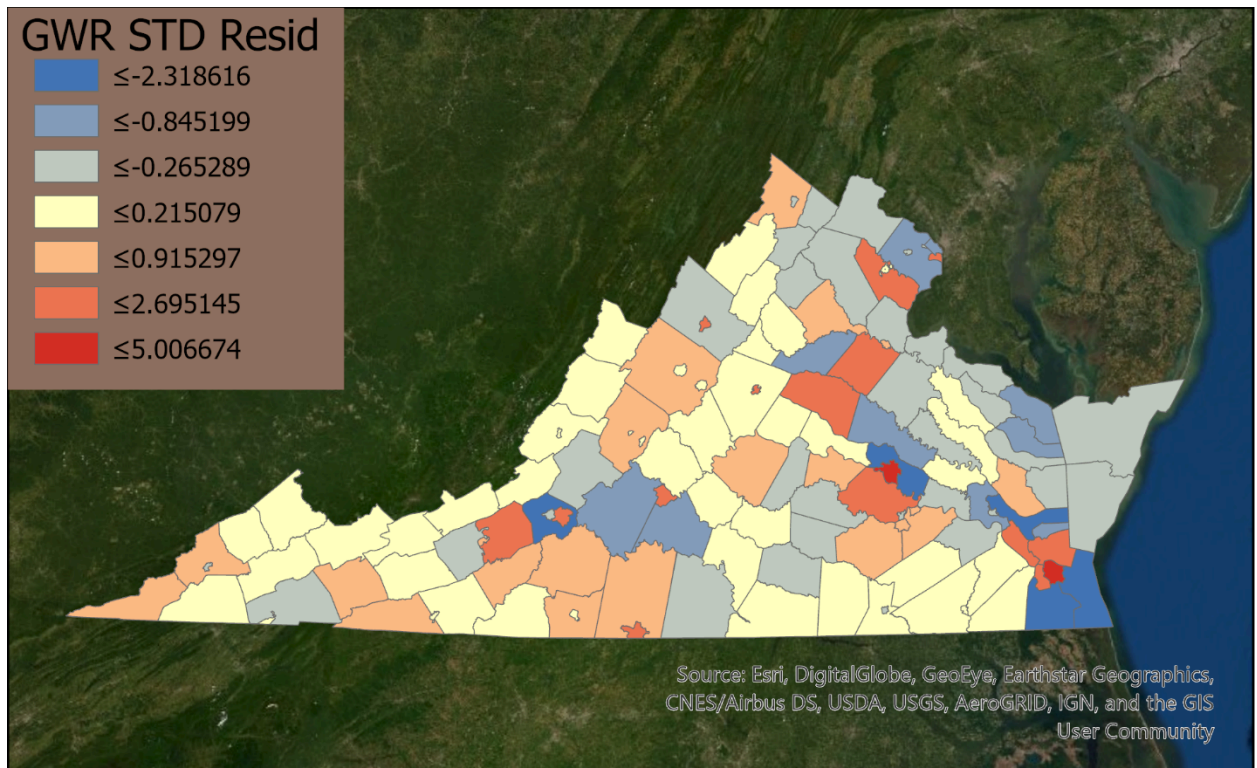 GWR STD Resid
≤-2.318616
≤-0.845199
≤-0.265289
≤0.215079
≤0.915297
≤2.695145
≤5.006674
Source: Esri, DigitalGlobe, GeoEye, Earthstar Geographics,
CNES/Airbus DS, USDA, USGS, AeroGRID, IGN, and the GIS
User Community